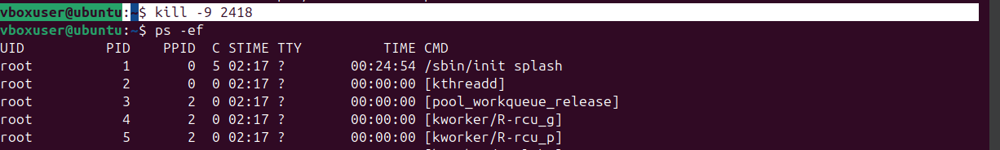 vboxuser@ubuntu:~$ kill -9 2418
vboxuser@ubuntu:~$ ps -ef
UID          PID    PPID  C STIME TTY          TIME CMD
root           1       0  5 02:17 ?        00:24:54 /sbin/init splash
root           2       0  0 02:17 ?        00:00:00 [kthreadd]
root           3       2  0 02:17 ?        00:00:00 [pool_workqueue_release]
root           4       2  0 02:17 ?        00:00:00 [kworker/R-rcu_g]
root           5       2  0 02:17 ?        00:00:00 [kworker/R-rcu_p]